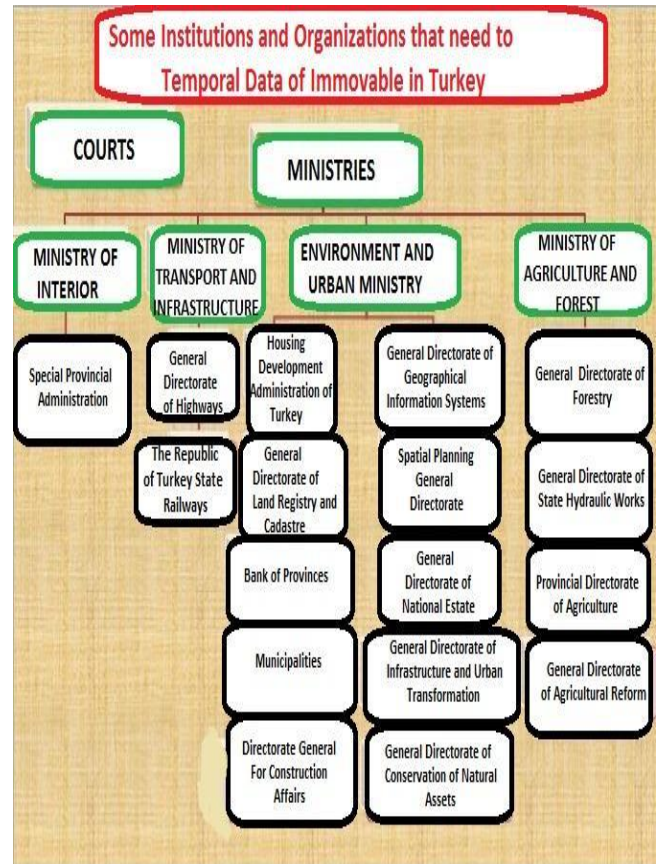 Some Institutions and Organizations that need to
Temporal Data of Immovable in Turkey
COURTS
MINISTRIES
MINISTRY OF
INTERIOR
MINISTRY OF
TRANSPORT AND
INFRASTRUCTURE
ENVIRONMENT AND
URBAN MINISTRY
MINISTRY OF
AGRICULTURE AND
FOREST
Special Provincial
Administration
General
Directorate
of Highways
The Republic
of Turkey State
Railways
Housing
Development
Administration of
Turkey
General
Directorate of
Land Registry and
Cadastre
Bank of Provinces
Municipalities
Directorate General
For Construction
Affairs
General Directorate of
Geographical
Information Systems
Spatial Planning
General
Directorate
General
Directorate of
National Estate
General Directorate of
Infrastructure and Urban
Transformation
General Directorate of
Conservation of Natural
Assets
General Directorate of
Forestry
General Directorate of
State Hydraulic Works
Provincial Directorate
of Agriculture
General Directorate
of Agricultural Reform